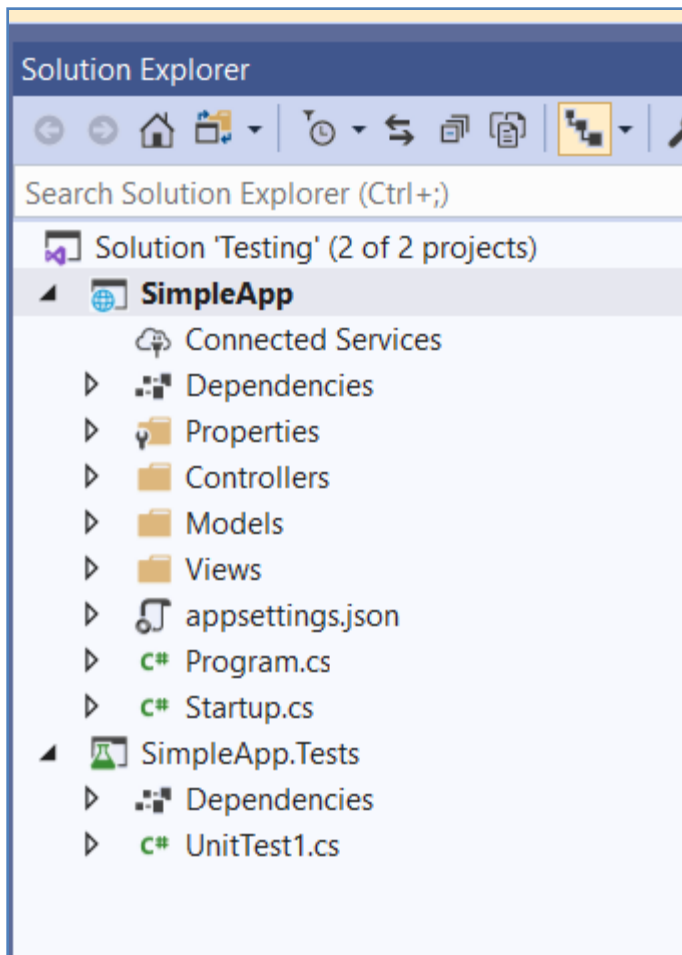 Solution Explorer
Search Solution Explorer (Ctrl+;)
Solution 'Testing' (2 of 2 projects)
SimpleApp
Connected Services
Dependencies
Properties
Controllers
Models
Views
appsettings.json
C# Program.cs
C# Startup.cs
SimpleApp.Tests
Dependencies
C# UnitTest1.cs